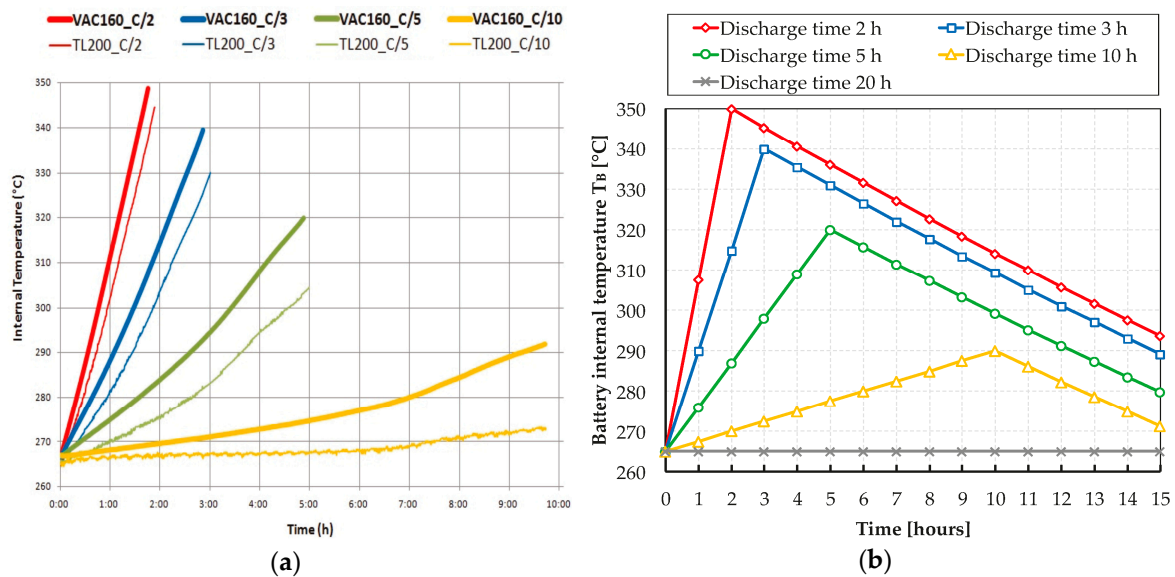 VAC160_C/2 VAC160_C/3 VAC160_C/5 VAC160_C/10
TL200_C/2 TL200_C/3 TL200_C/5 TL200_C/10
350
340
330
320
310
300
290
280
270
260
Internal Temperature (°C)
0:00 1:00 2:00 3:00 4:00 5:00 6:00 7:00 8:00 9:00 10:00
Time (h)
(a)
Discharge time 2 h Discharge time 3 h
Discharge time 5 h Discharge time 10 h
Discharge time 20 h
350
340
330
320
310
300
290
280
270
260
Battery internal temperature TB [°C]
0 1 2 3 4 5 6 7 8 9 10 11 12 13 14 15
Time [hours]
(b)